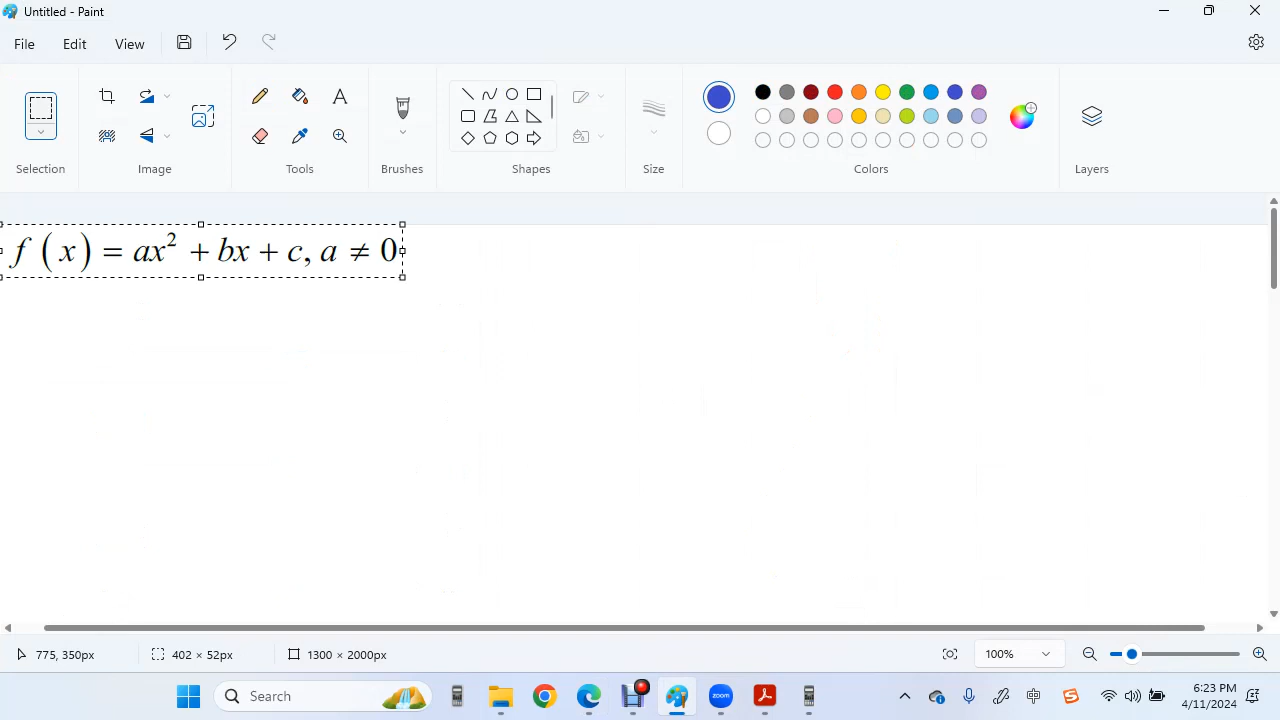 Untitled - Paint
File Edit View
Selection Image Tools Brushes Shapes Size Colors Layers
f(x) = ax² + bx + c, a ≠ 0
775, 350px 402 × 52px 1300 × 2000px 100%
Search zoom 6:23 PM
4/11/2024